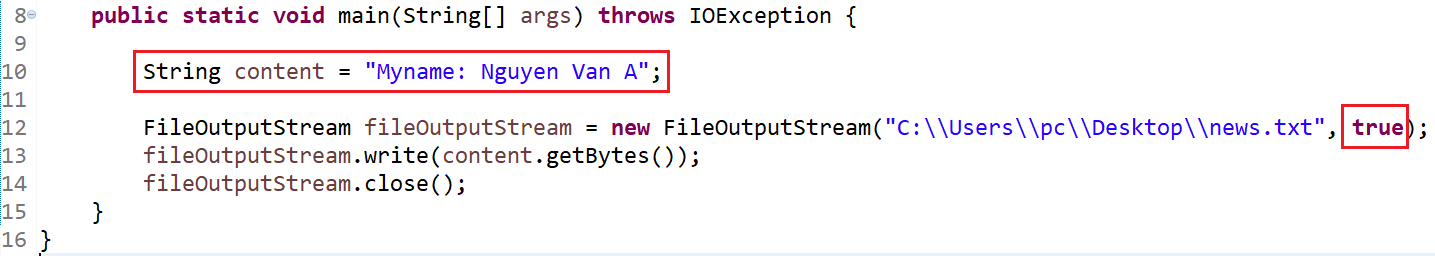 8 public static void main(String[] args) throws IOException {
9
10 String content = "Myname: Nguyen Van A";
11
12 FileOutputStream fileOutputStream = new FileOutputStream("C:\\Users\\pc\\Desktop\\news.txt", true);
13 fileOutputStream.write(content.getBytes());
14 fileOutputStream.close();
15 }
16 }